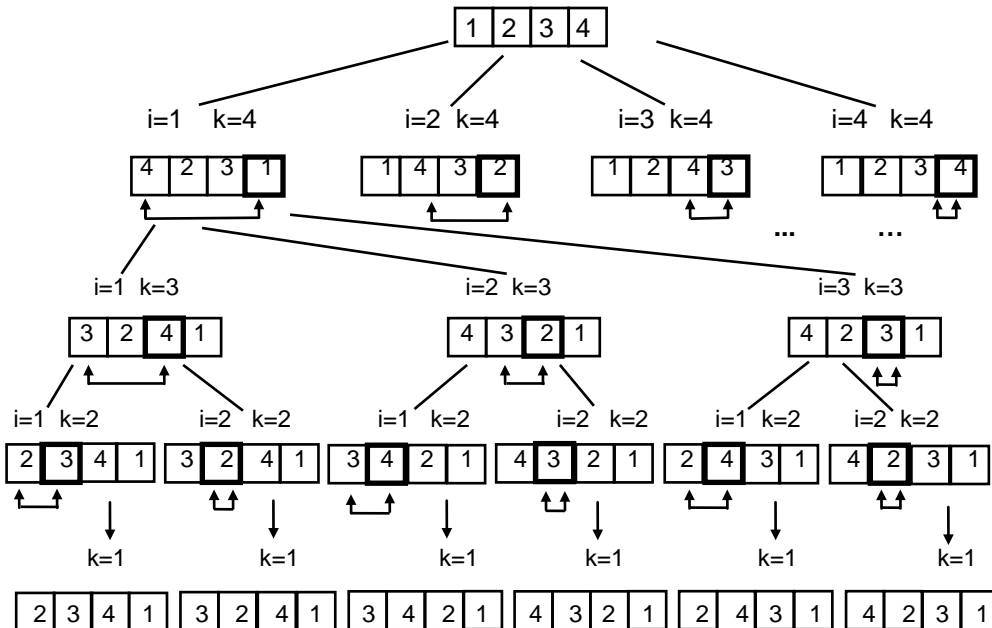 1 2 3 4
i=1 k=4 i=2 k=4 i=3 k=4 i=4 k=4
4 2 3 1 1 4 3 2 1 2 4 3 1 2 3 4
... ...
i=1 k=3 i=2 k=3 i=3 k=3
3 2 4 1 4 3 2 1 4 2 3 1
i=1 k=2 i=2 k=2 i=1 k=2 i=2 k=2 i=1 k=2 i=2 k=2
2 3 4 1 3 2 4 1 3 4 2 1 4 3 2 1 2 4 3 1 4 2 3 1
k=1 k=1 k=1 k=1 k=1 k=1
2 3 4 1 3 2 4 1 3 4 2 1 4 3 2 1 2 4 3 1 4 2 3 1